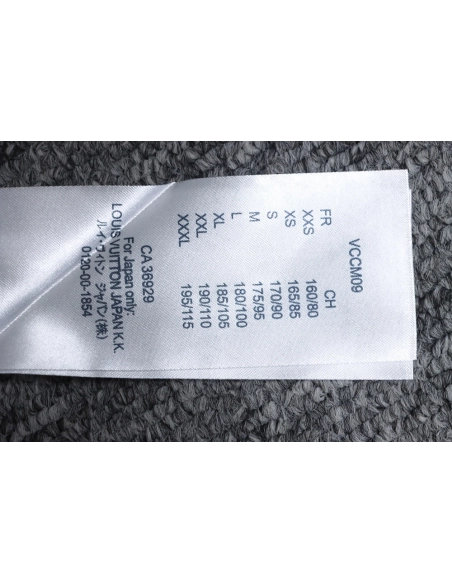 VCCM09
FR CH
XXS 160/80
XS 165/85
S 170/90
M 175/95
L 180/100
XL 185/105
XXL 190/110
XXXL 195/115
CA 36929
For Japan only:
LOUIS VUITTON JAPAN K.K.
ルイ・ヴィトン ジャパン(株)
0120-00-1854